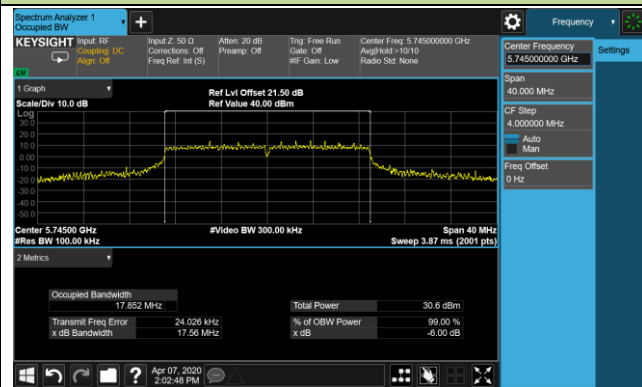 Spectrum Analyzer 1
Occupied BW
Frequency
KEYSIGHT Input: RF Input Z: 50 Ω Atten: 20 dB Trig: Free Run Center Freq: 5.745000000 GHz
Coupling: DC Corrections: Off Preamp: Off Gate: Off Avg|Hold:>10/10
Align: Off Freq Ref: Int (S) #IF Gain: Low Radio Std: None
LXI
Center Frequency
5.745000000 GHz
Settings
Span
40.000 MHz
CF Step
4.000000 MHz
Auto
Man
Freq Offset
0 Hz
1 Graph
Ref Lvl Offset 21.50 dB
Scale/Div 10.0 dB Ref Value 40.00 dBm
Log
30.0
20.0
10.0
0.00
-10.0
-20.0
-30.0
-40.0
-50.0
Center 5.74500 GHz #Video BW 300.00 kHz Span 40 MHz
#Res BW 100.00 kHz Sweep 3.87 ms (2001 pts)
2 Metrics
Occupied Bandwidth
17.852 MHz Total Power 30.6 dBm
Transmit Freq Error 24.026 kHz % of OBW Power 99.00 %
x dB Bandwidth 17.56 MHz x dB -6.00 dB
? Apr 07, 2020
2:02:48 PM